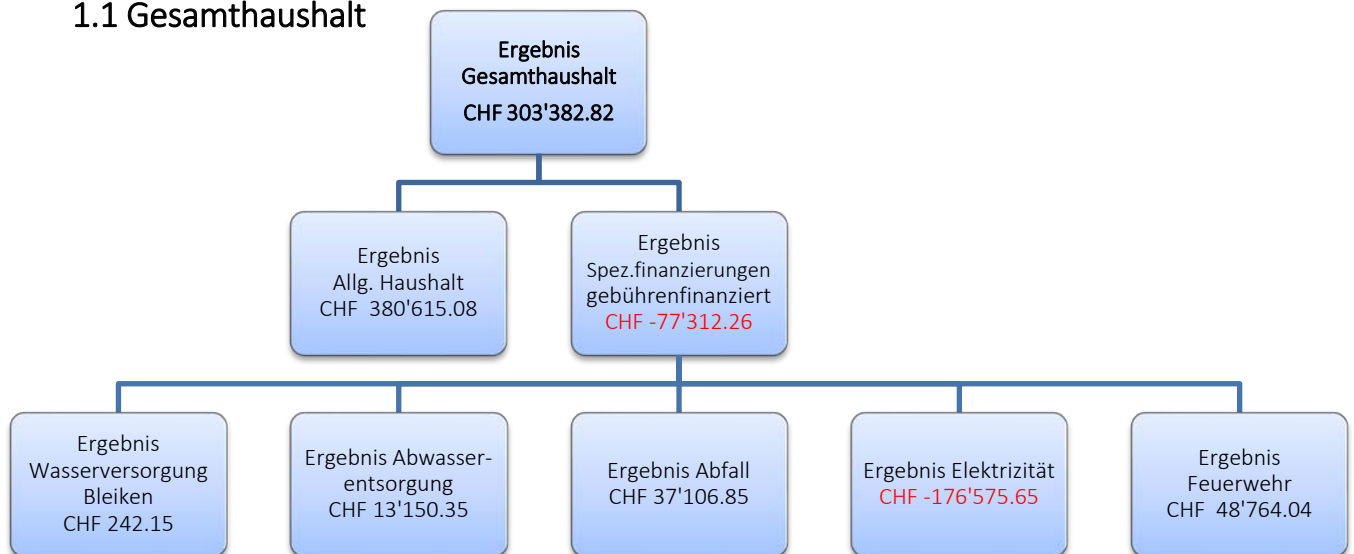 1.1 Gesamthaushalt
Ergebnis
Gesamthaushalt
CHF 303'382.82
Ergebnis
Allg. Haushalt
CHF 380'615.08
Ergebnis
Spez.finanzierungen
gebührenfinanziert
CHF -77'312.26
Ergebnis
Wasserversorgung
Bleiken
CHF 242.15
Ergebnis Abwasser-
entsorgung
CHF 13'150.35
Ergebnis Abfall
CHF 37'106.85
Ergebnis Elektrizität
CHF -176'575.65
Ergebnis
Feuerwehr
CHF 48'764.04